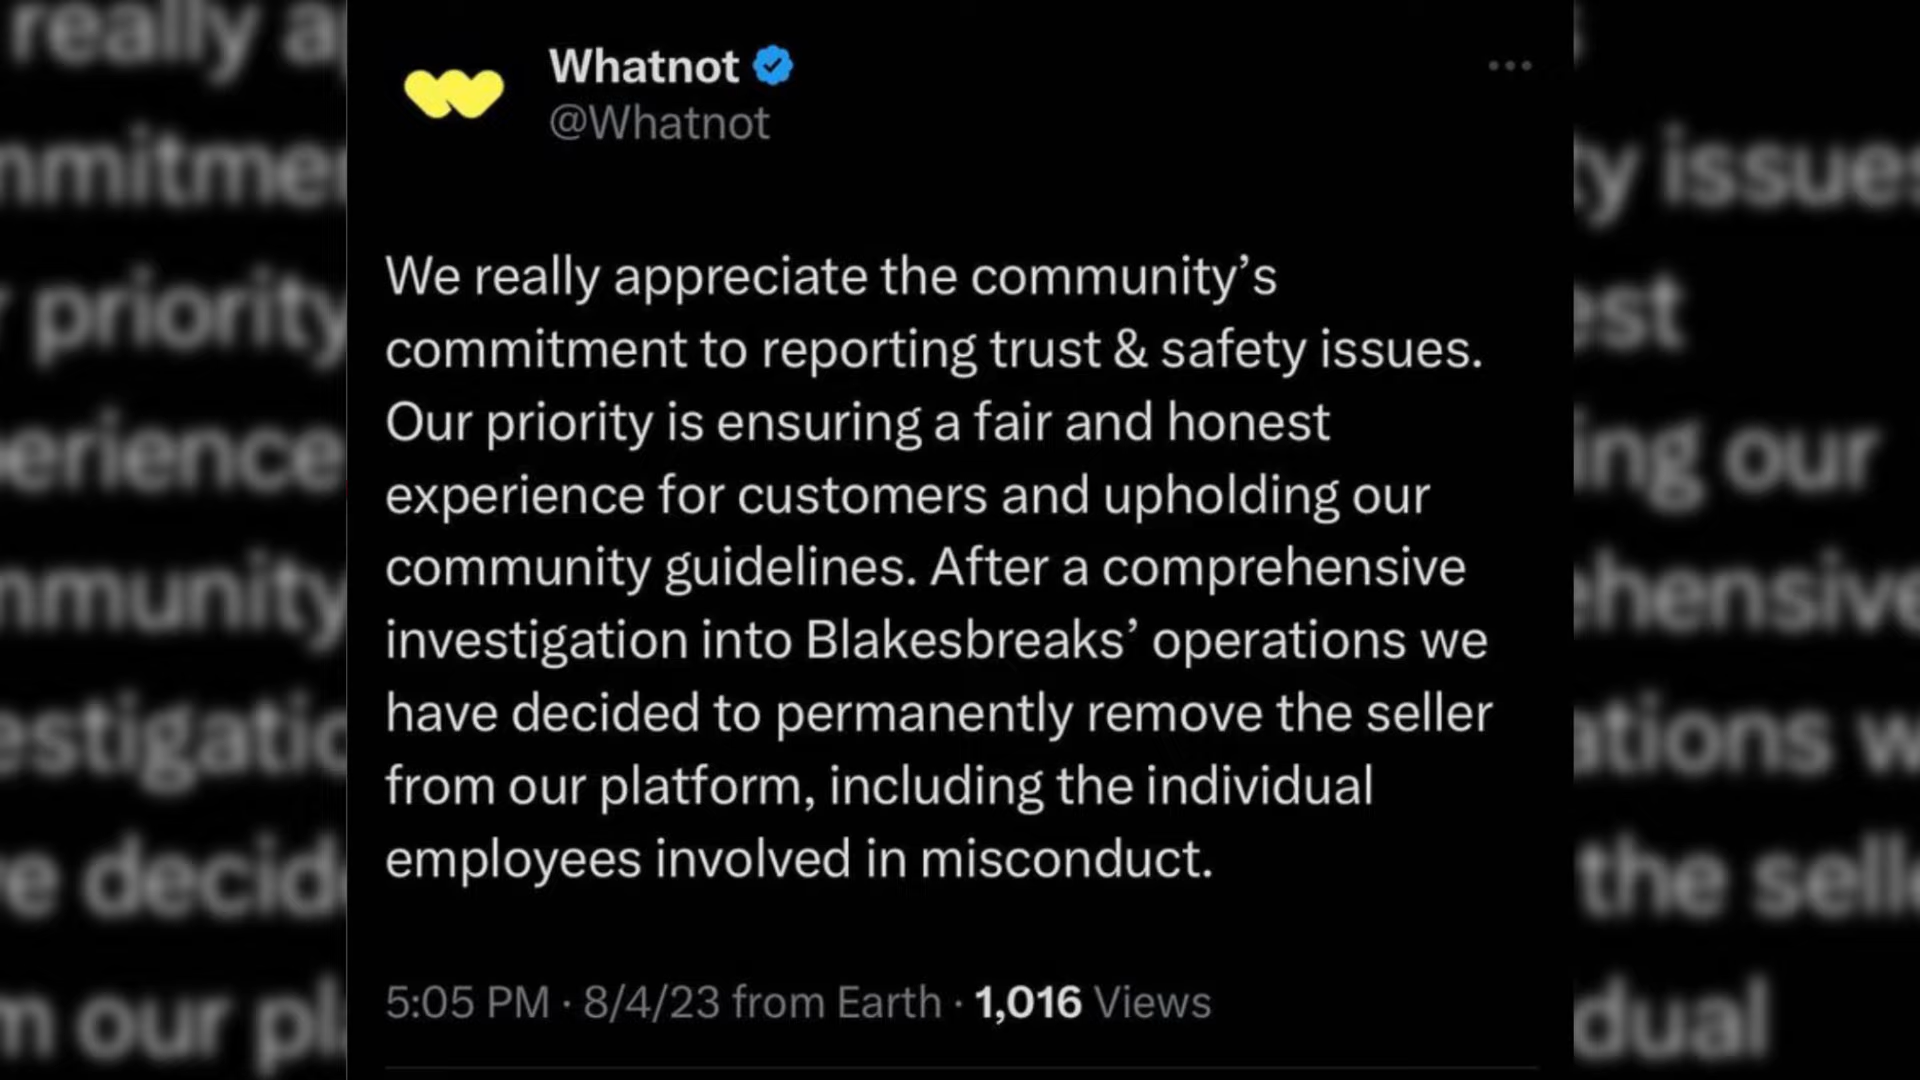 Whatnot
@Whatnot
We really appreciate the community’s
commitment to reporting trust & safety issues.
Our priority is ensuring a fair and honest
experience for customers and upholding our
community guidelines. After a comprehensive
investigation into Blakesbreaks’ operations we
have decided to permanently remove the seller
from our platform, including the individual
employees involved in misconduct.
5:05 PM · 8/4/23 from Earth · 1,016 Views